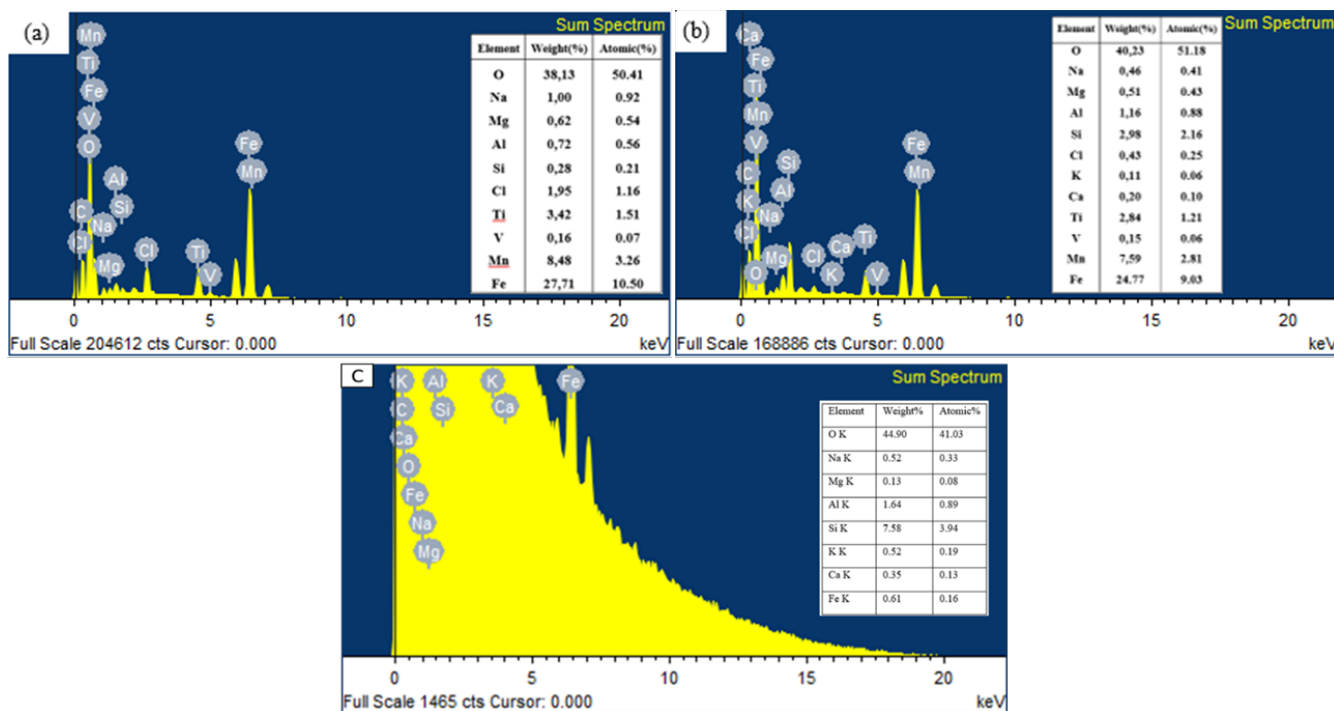 (a)
Sum Spectrum
Mn
Ti
Fe
V
O
C
Cl
Na
Mg
Al
Si
Cl
Ti
V
Fe
Mn
Element Weight(%) Atomic(%)
O 38,13 50.41
Na 1,00 0.92
Mg 0,62 0.54
Al 0,72 0.56
Si 0,28 0.21
Cl 1,95 1.16
Ti 3,42 1.51
V 0,16 0.07
Mn 8,48 3.26
Fe 27,71 10.50
0 5 10 15 20
Full Scale 204612 cts Cursor: 0.000 keV
(b)
Sum Spectrum
Ca
Fe
Ti
Mn
V
C
K
Cl
O
Na
Mg
Al
Si
Cl
K
Ca
Ti
V
Fe
Mn
Element Weight(%) Atomic(%)
O 40,23 51.18
Na 0,46 0.41
Mg 0,51 0.43
Al 1,16 0.88
Si 2,98 2.16
Cl 0,43 0.25
K 0,11 0.06
Ca 0,20 0.10
Ti 2,84 1.21
V 0,15 0.06
Mn 7,59 2.81
Fe 24.77 9.03
0 5 10 15 20
Full Scale 168886 cts Cursor: 0.000 keV
C
Sum Spectrum
K
C
Ca
O
Fe
Na
Mg
Al
Si
K
Ca
Fe
Element Weight% Atomic%
O K 44.90 41.03
Na K 0.52 0.33
Mg K 0.13 0.08
Al K 1.64 0.89
Si K 7.58 3.94
K K 0.52 0.19
Ca K 0.35 0.13
Fe K 0.61 0.16
0 5 10 15 20
Full Scale 1465 cts Cursor: 0.000 keV